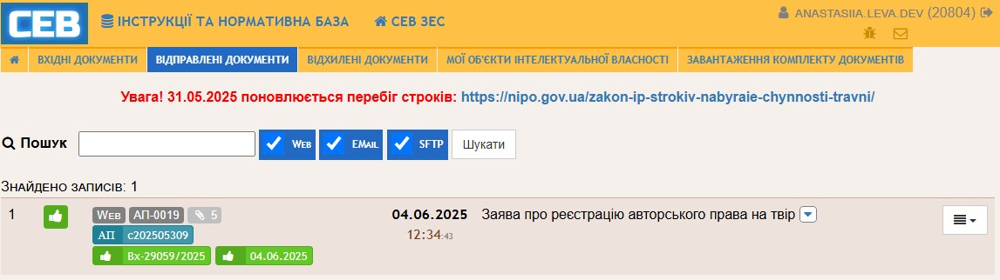 СЕВ ІНСТРУКЦІЇ ТА НОРМАТИВНА БАЗА СЕВ ЗЕС ANASTASIIA.LEVA.DEV (20804)
ВХІДНІ ДОКУМЕНТИ ВІДПРАВЛЕНІ ДОКУМЕНТИ ВІДХИЛЕНІ ДОКУМЕНТИ МОЇ ОБ'ЄКТИ ІНТЕЛЕКТУАЛЬНОЇ ВЛАСНОСТІ ЗАВАНТАЖЕННЯ КОМПЛЕКТУ ДОКУМЕНТІВ
Увага! 31.05.2025 поновлюється перебіг строків: https://nipo.gov.ua/zakon-ip-strokiv-nabyraie-chynnosti-travni/
Пошук Web EMail SFTP Шукати
Знайдено записів: 1
1 Web АП-0019 5 04.06.2025 Заява про реєстрацію авторського права на твір
АП c202505309 12:34:43
Вх-29059/2025 04.06.2025